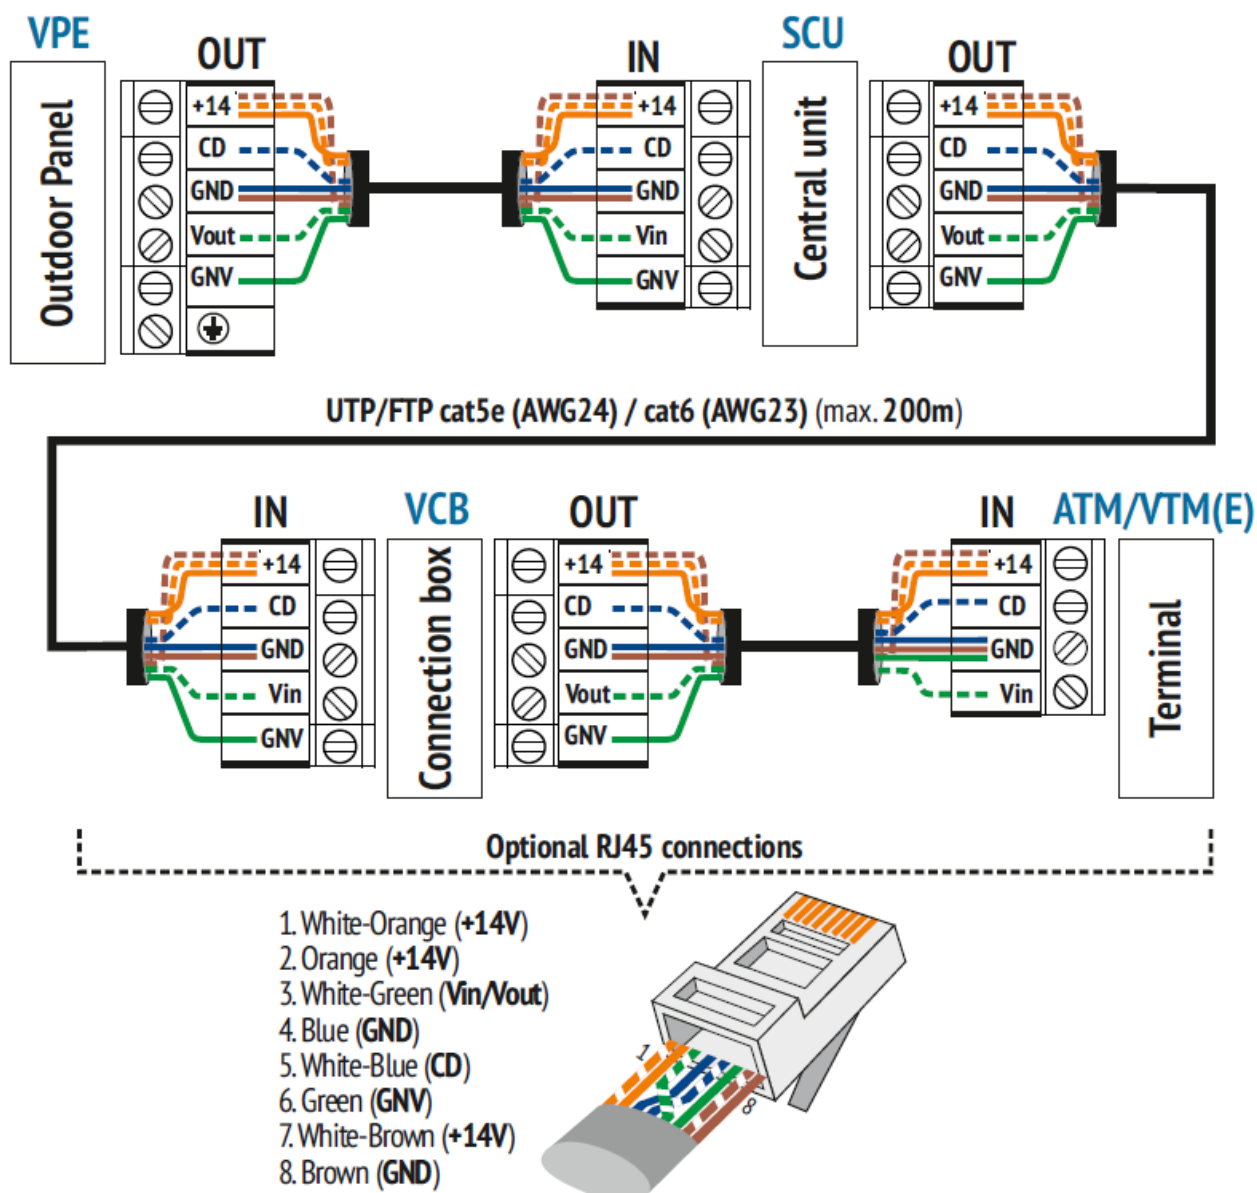 VPE
SCU
OUT
IN
OUT
Outdoor Panel
Central unit
+14
CD
GND
Vout
GNV
+14
CD
GND
Vin
GNV
+14
CD
GND
Vout
GNV
UTP/FTP cat5e (AWG24) / cat6 (AWG23) (max. 200m)
IN
VCB
OUT
IN
ATM/VTM(E)
+14
CD
GND
Vin
GNV
Connection box
+14
CD
GND
Vout
GNV
+14
CD
GND
Vin
Terminal
Optional RJ45 connections
1. White-Orange (+14V)
2. Orange (+14V)
3. White-Green (Vin/Vout)
4. Blue (GND)
5. White-Blue (CD)
6. Green (GNV)
7. White-Brown (+14V)
8. Brown (GND)
1
8